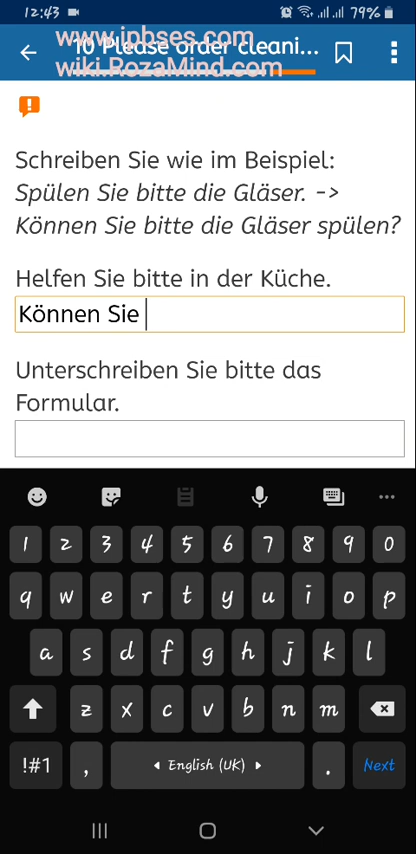 12:43 79%
www.jpbses.com
10 Please order cleani...
wiki.RozaMind.com
Schreiben Sie wie im Beispiel:
Spülen Sie bitte die Gläser. ->
Können Sie bitte die Gläser spülen?
Helfen Sie bitte in der Küche.
Können Sie
Unterschreiben Sie bitte das
Formular.
1 2 3 4 5 6 7 8 9 0
q w e r t y u i o p
a s d f g h j k l
z x c v b n m
!#1 , English (UK) . Next